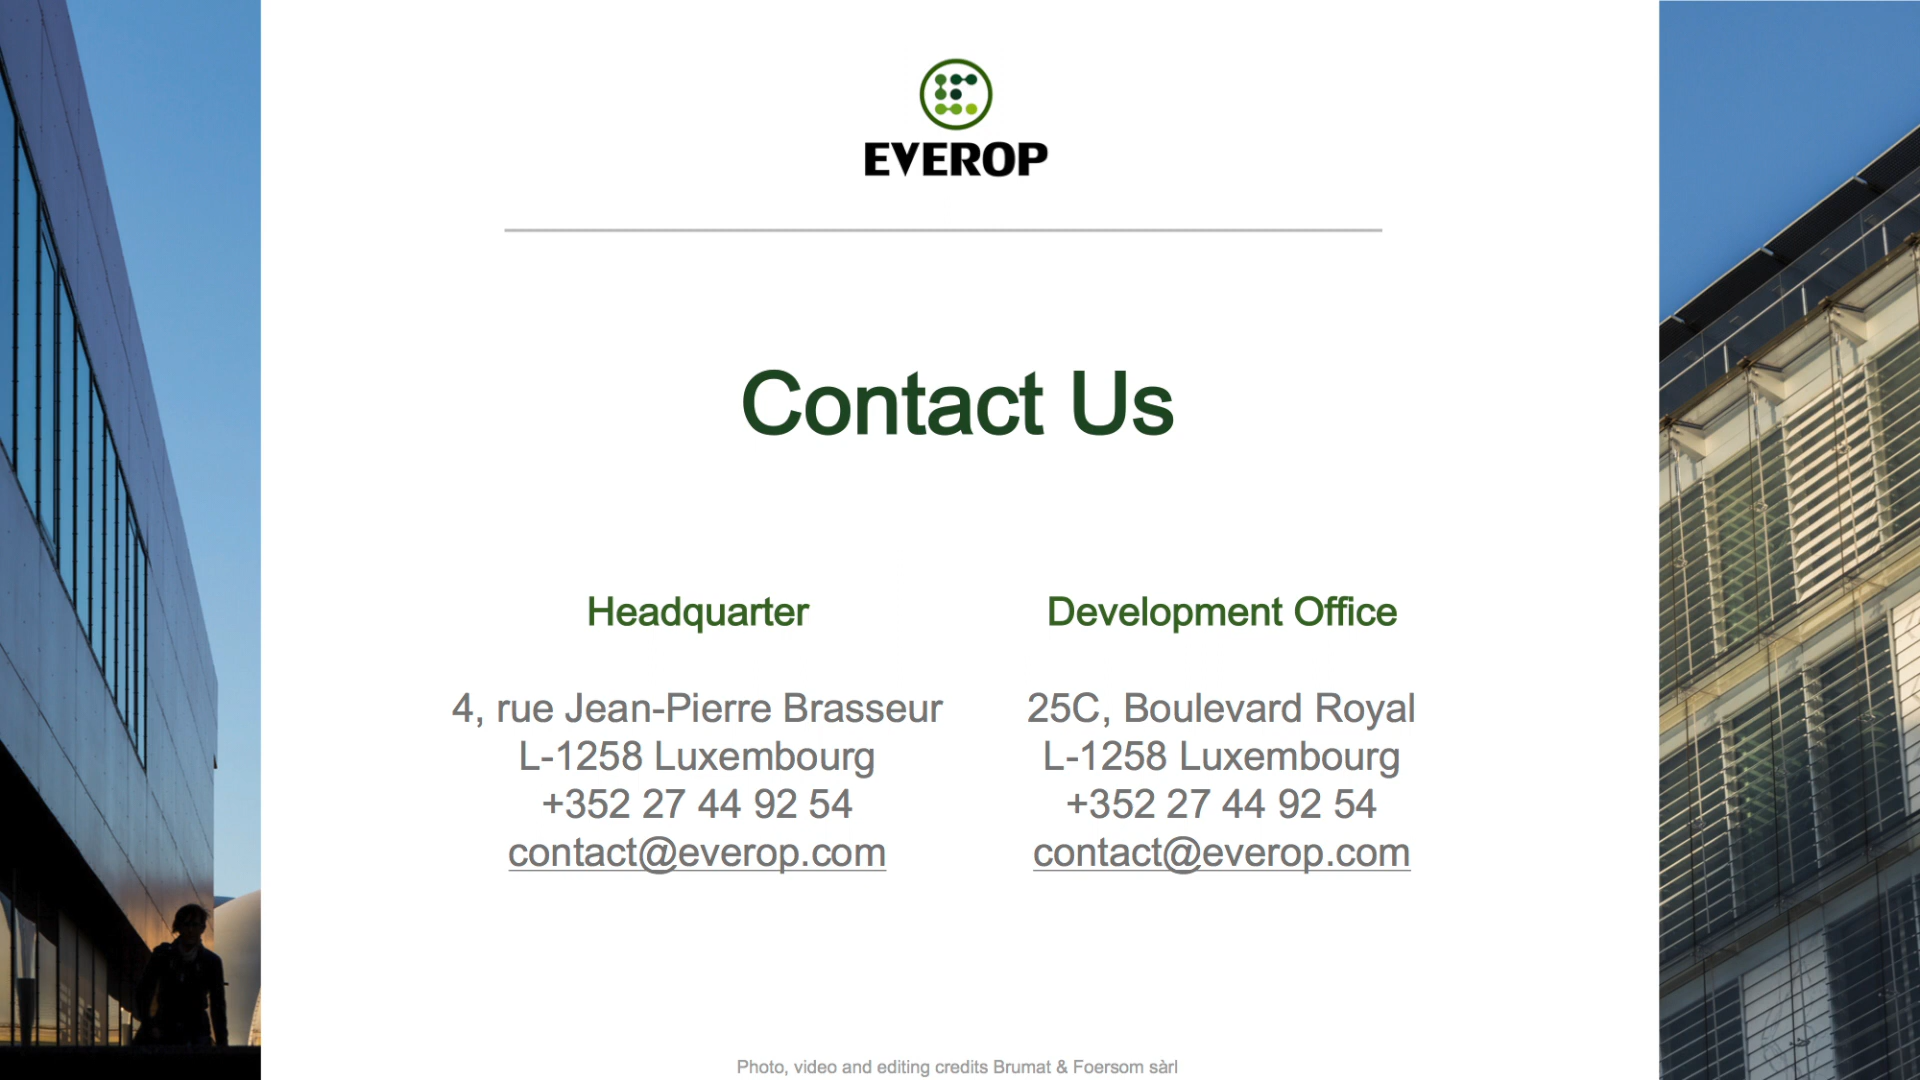 EVEROP
Contact Us
Headquarter
4, rue Jean-Pierre Brasseur
L-1258 Luxembourg
+352 27 44 92 54
contact@everop.com
Development Office
25C, Boulevard Royal
L-1258 Luxembourg
+352 27 44 92 54
contact@everop.com
Photo, video and editing credits Brumat & Foersom sàrl